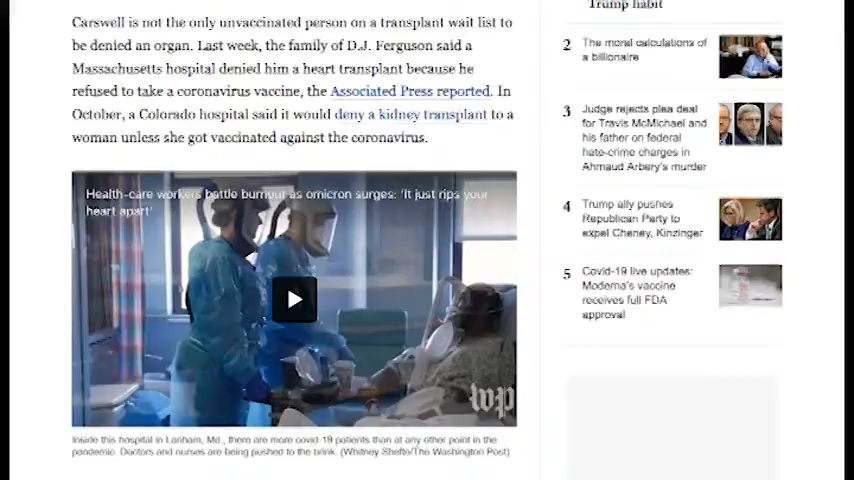 Carswell is not the only unvaccinated person on a transplant wait list to
be denied an organ. Last week, the family of D.J. Ferguson said a
Massachusetts hospital denied him a heart transplant because he
refused to take a coronavirus vaccine, the Associated Press reported. In
October, a Colorado hospital said it would deny a kidney transplant to a
woman unless she got vaccinated against the coronavirus.
Health-care workers battle burnout as omicron surges: 'It just rips your
heart apart'
wp
Inside this hospital in Lanham, Md., there are more covid-19 patients than at any other point in the
pandemic. Doctors and nurses are being pushed to the brink. (Whitney Shefte/The Washington Post)
Trump habit
2
The moral calculations of
a billionaire
3
Judge rejects plea deal
for Travis McMichael and
his father on federal
hate-crime charges in
Ahmaud Arbery's murder
4
Trump ally pushes
Republican Party to
expel Cheney, Kinzinger
5
Covid-19 live updates:
Moderna's vaccine
receives full FDA
approval